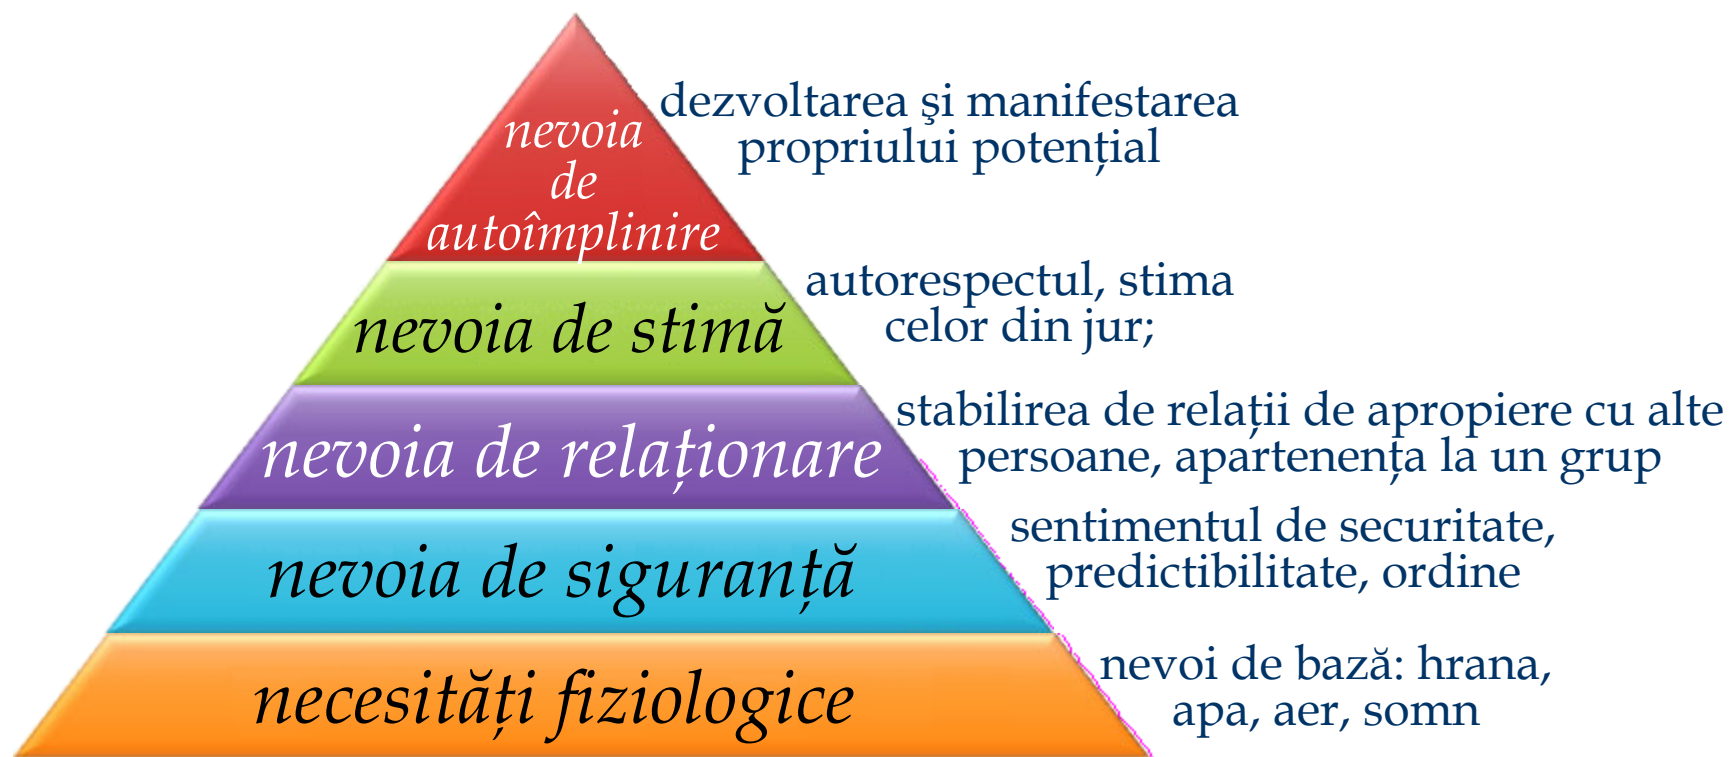 nevoia
de
autoîmplinire
dezvoltarea şi manifestarea
propriului potențial
nevoia de stimă
autorespectul, stima
celor din jur;
nevoia de relaționare
stabilirea de relații de apropiere cu alte
persoane, apartenența la un grup
nevoia de siguranță
sentimentul de securitate,
predictibilitate, ordine
necesități fiziologice
nevoi de bază: hrana,
apa, aer, somn